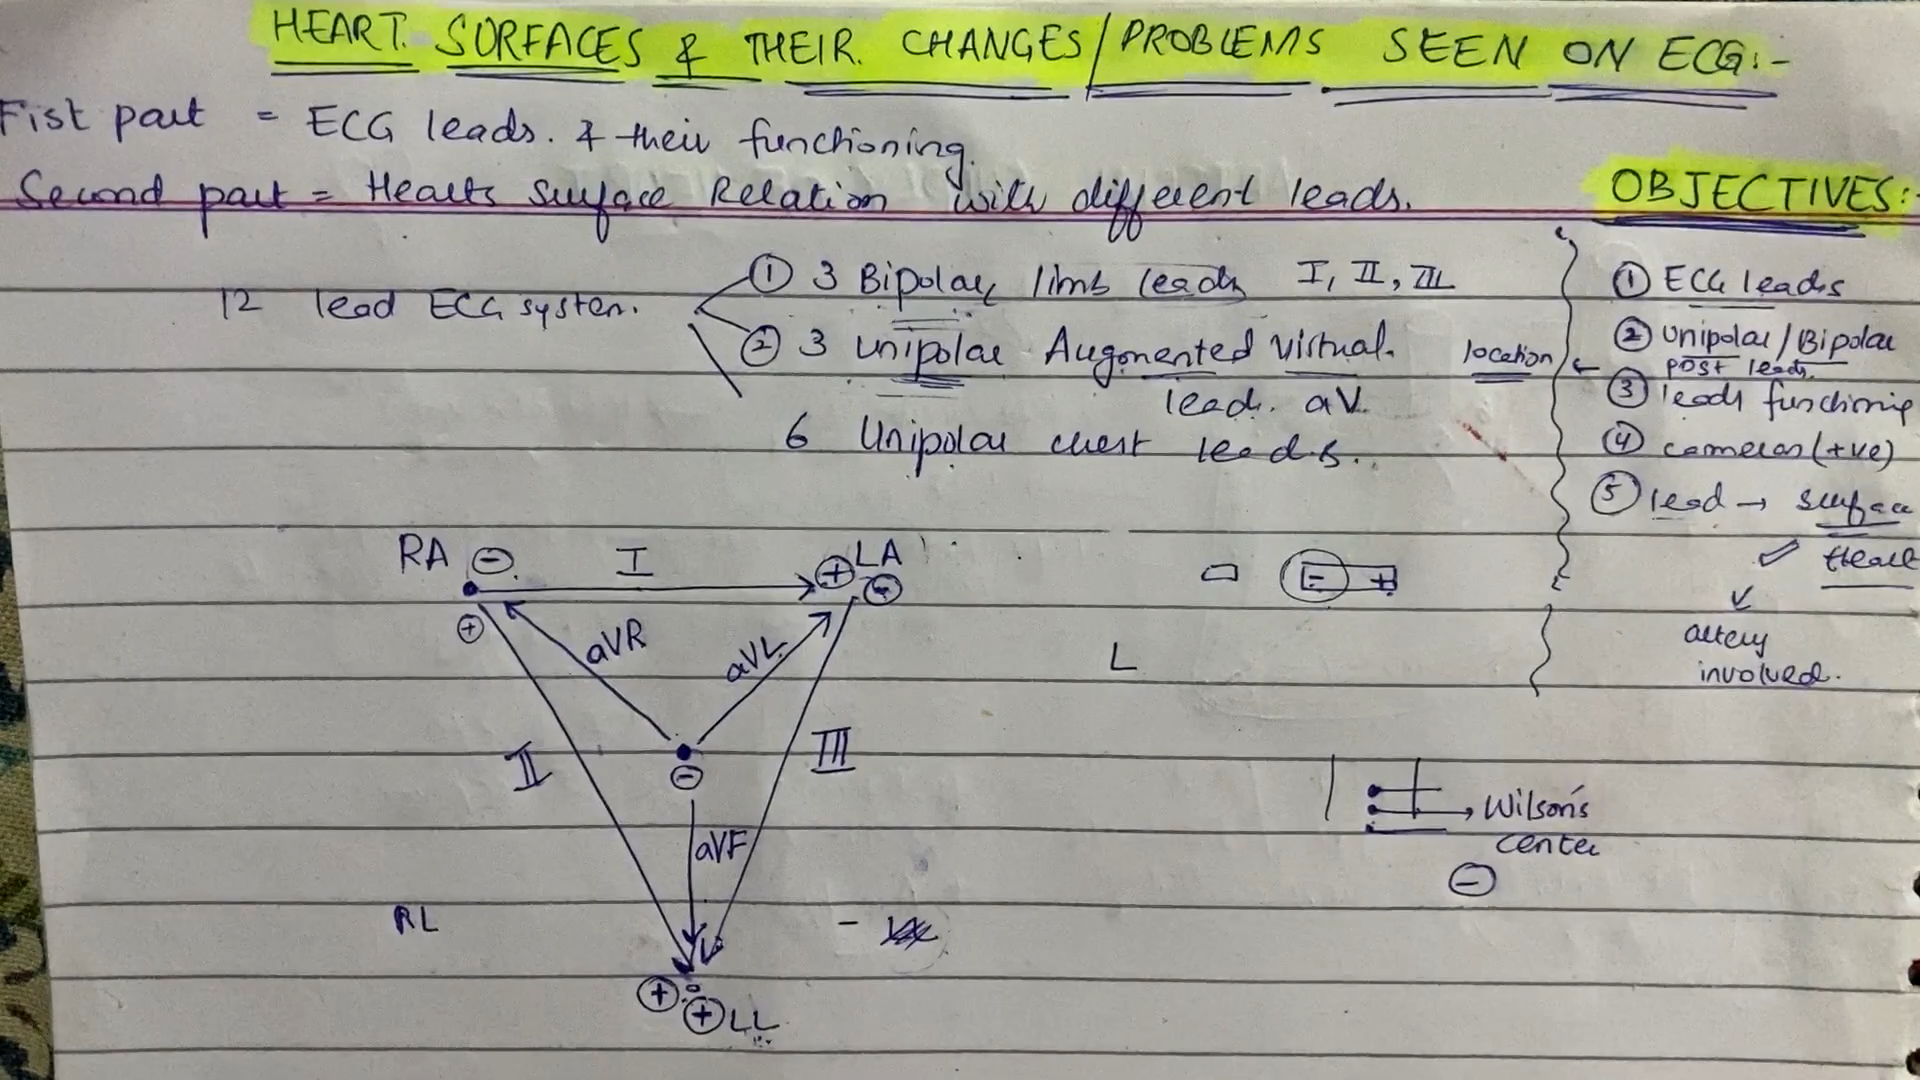 HEART. SURFACES & THEIR. CHANGES/PROBLEMS SEEN ON ECG:-
Fist part = ECG leads. & their functioning.
Second part = Hearts Surface Relation with different leads.
OBJECTIVES:-
12 lead ECG system.
① 3 Bipolar limb leads I, II, III
② 3 unipolar Augmented virtual. location
lead. aV.
6 Unipolar chest leads.
① ECG leads
② Unipolar/Bipolar
post leads.
③ leads functioning
④ cameras (+ve)
⑤ lead → surface
Heart
artery
involved.
RA ⊖ I ⊕ LA
⊖
⊕
aVR aVL
L
⊟ +
II III
⊖
aVF
Wilson's
center
⊖
RL
-
⊕
⊕ LL